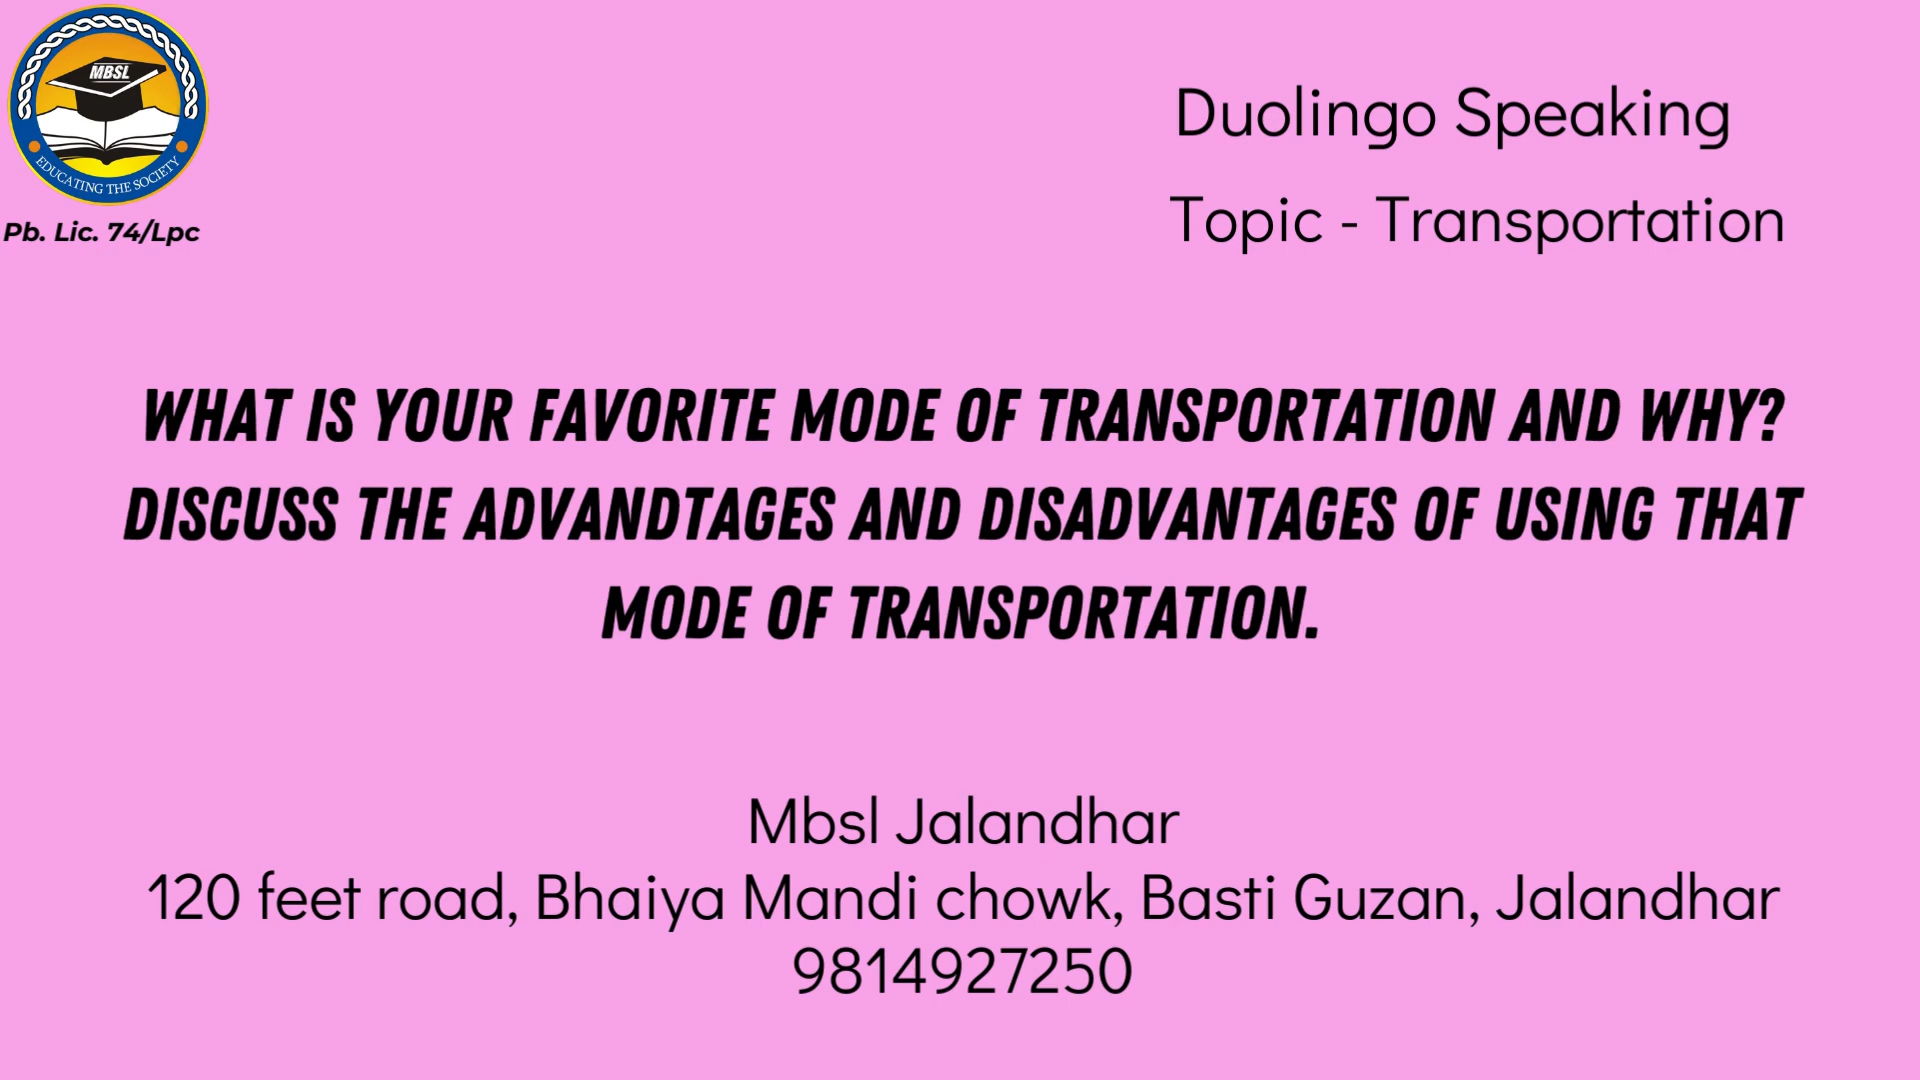 MBSL
EDUCATING THE SOCIETY
Pb. Lic. 74/Lpc
Duolingo Speaking
Topic - Transportation
WHAT IS YOUR FAVORITE MODE OF TRANSPORTATION AND WHY?
DISCUSS THE ADVANDTAGES AND DISADVANTAGES OF USING THAT
MODE OF TRANSPORTATION.
Mbsl Jalandhar
120 feet road, Bhaiya Mandi chowk, Basti Guzan, Jalandhar
9814927250